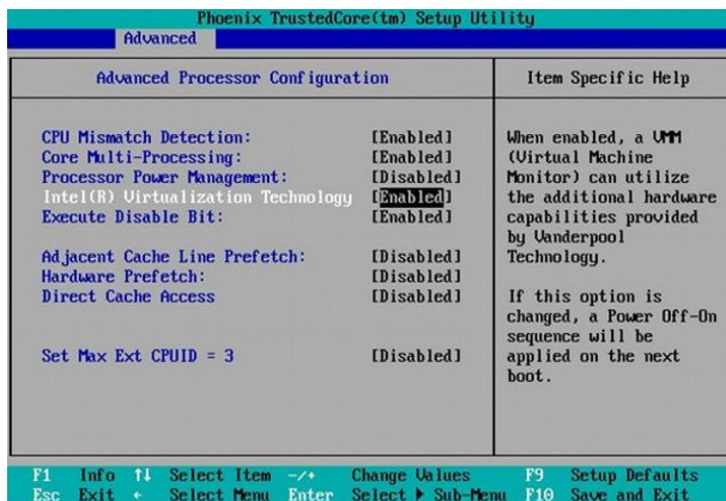 Phoenix TrustedCore(tm) Setup Utility
Advanced
Advanced Processor Configuration
Item Specific Help
CPU Mismatch Detection: [Enabled]
Core Multi-Processing: [Enabled]
Processor Power Management: [Disabled]
Intel(R) Virtualization Technology [Enabled]
Execute Disable Bit: [Enabled]
Adjacent Cache Line Prefetch: [Disabled]
Hardware Prefetch: [Disabled]
Direct Cache Access [Disabled]
Set Max Ext CPUID = 3 [Disabled]
When enabled, a VMM
(Virtual Machine
Monitor) can utilize
the additional hardware
capabilities provided
by Vanderpool
Technology.
If this option is
changed, a Power Off-On
sequence will be
applied on the next
boot.
F1 Info ↑↓ Select Item -/+ Change Values F9 Setup Defaults
Esc Exit ← Select Menu Enter Select ▶ Sub-Menu F10 Save and Exit